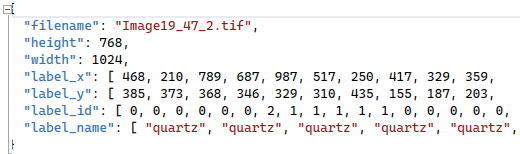 {
"filename": "Image19_47_2.tif",
"height": 768,
"width": 1024,
"label_x": [ 468, 210, 789, 687, 987, 517, 250, 417, 329, 359,
"label_y": [ 385, 373, 368, 346, 329, 310, 435, 155, 187, 203,
"label_id": [ 0, 0, 0, 0, 0, 0, 2, 1, 1, 1, 1, 1, 0, 0, 0, 0, 0,
"label_name": [ "quartz", "quartz", "quartz", "quartz", "quartz",
}